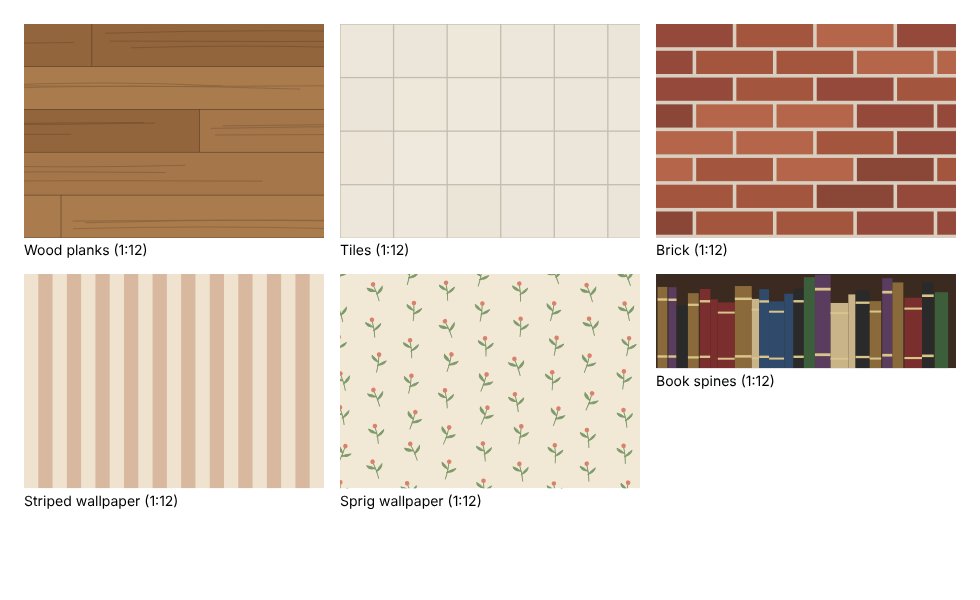 Wood planks (1:12)
Tiles (1:12)
Brick (1:12)
Striped wallpaper (1:12)
Sprig wallpaper (1:12)
Book spines (1:12)